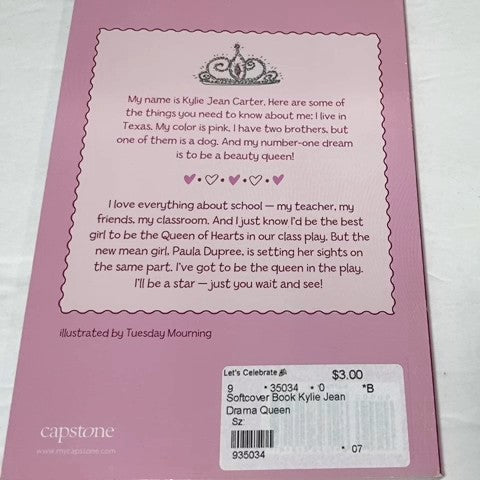 My name is Kylie Jean Carter. Here are some of
the things you need to know about me: I live in
Texas. My color is pink. I have two brothers, but
one of them is a dog. And my number-one dream
is to be a beauty queen!
I love everything about school — my teacher, my
friends, my classroom. And I just know I'd be the best
girl to be the Queen of Hearts in our class play. But the
new mean girl, Paula Dupree, is setting her sights on
the same part. I've got to be the queen in the play.
I'll be a star — just you wait and see!
illustrated by Tuesday Mourning
Let's Celebrate
$3.00
9 * 35034 * 0 *B
Softcover Book Kylie Jean
Drama Queen
Sz:
935034 * 07
capstone
www.mycapstone.com